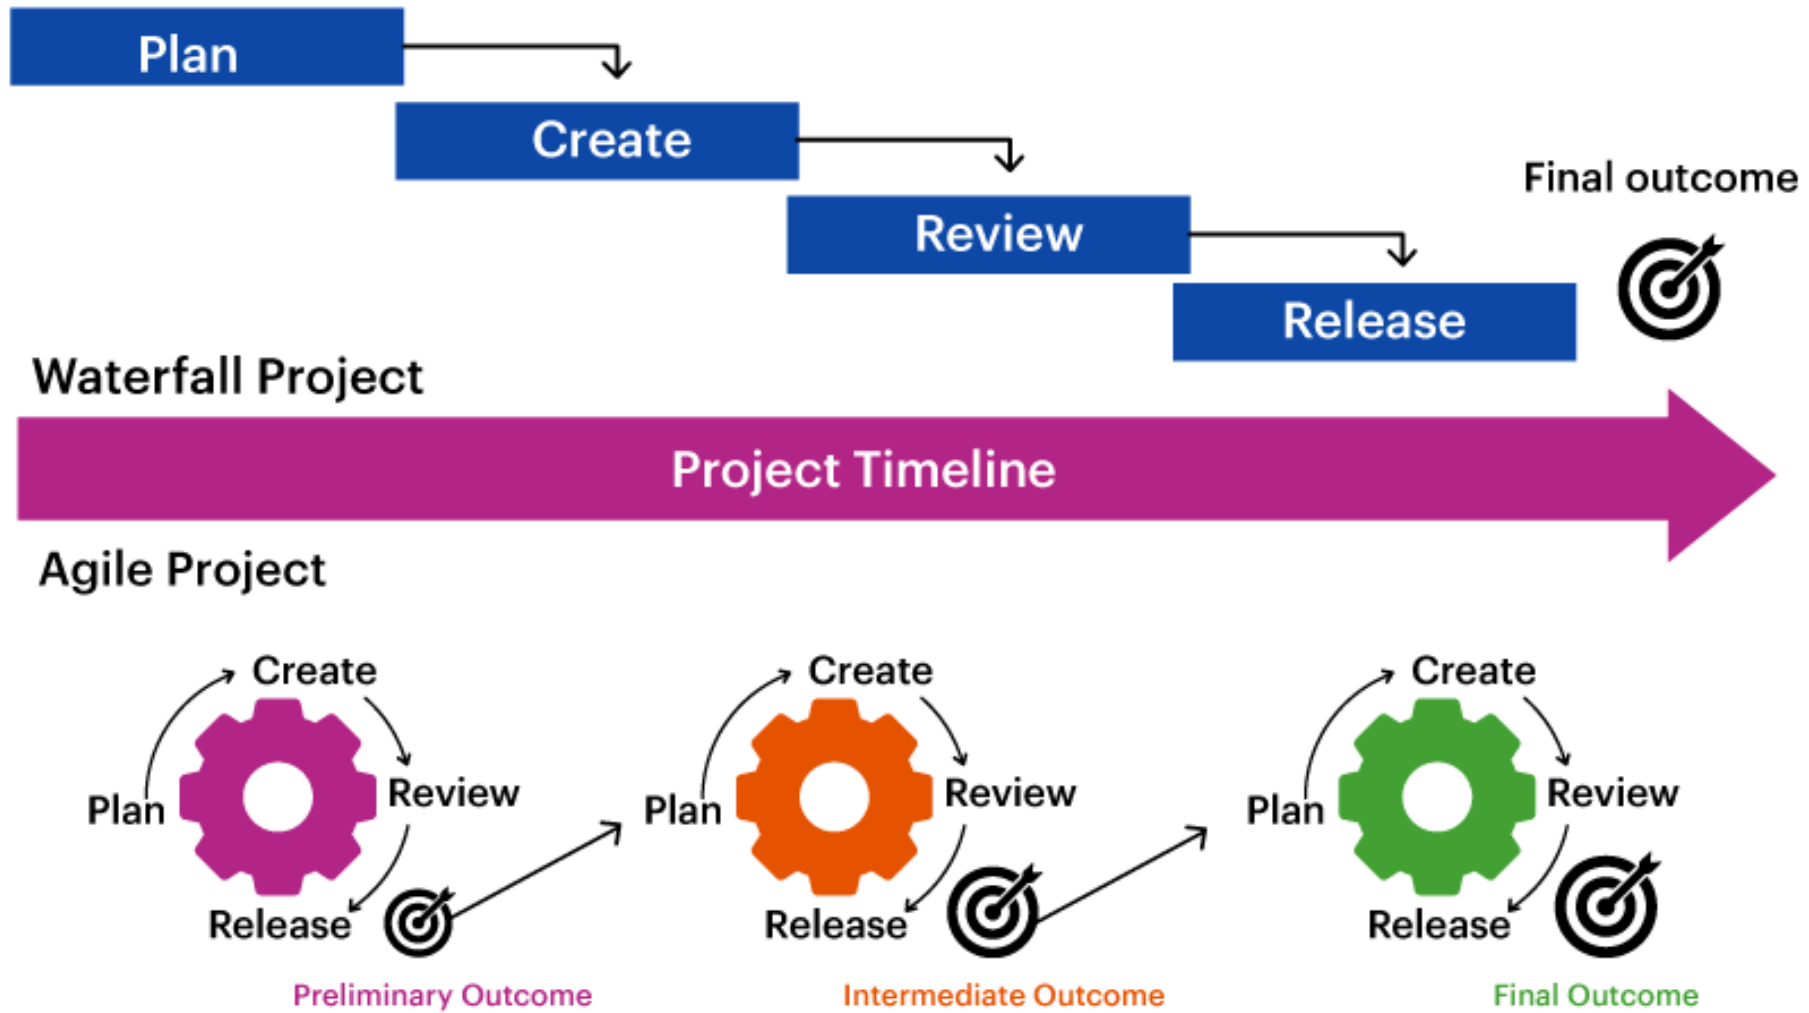 Plan
Create
Review
Release
Final outcome
Waterfall Project
Project Timeline
Agile Project
Create
Plan
Review
Release
Preliminary Outcome
Create
Plan
Review
Release
Intermediate Outcome
Create
Plan
Review
Release
Final Outcome